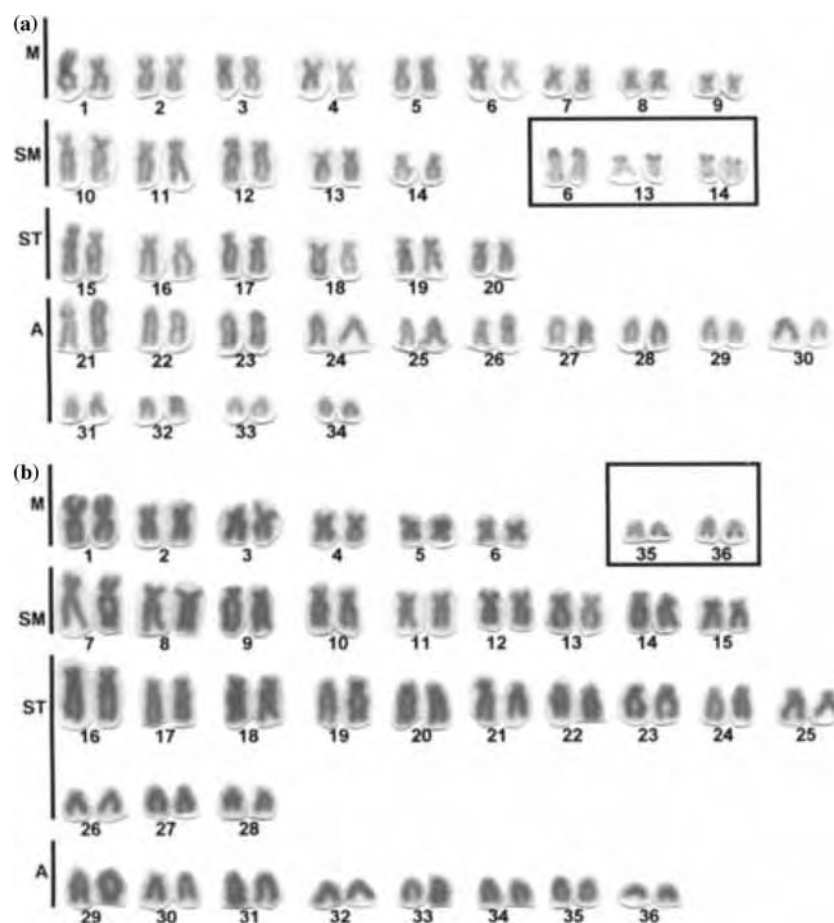 (a)
M
1 2 3 4 5 6 7 8 9
SM
10 11 12 13 14 6 13 14
ST
15 16 17 18 19 20
A
21 22 23 24 25 26 27 28 29 30
31 32 33 34
(b)
M
1 2 3 4 5 6 35 36
SM
7 8 9 10 11 12 13 14 15
ST
16 17 18 19 20 21 22 23 24 25
26 27 28
A
29 30 31 32 33 34 35 36